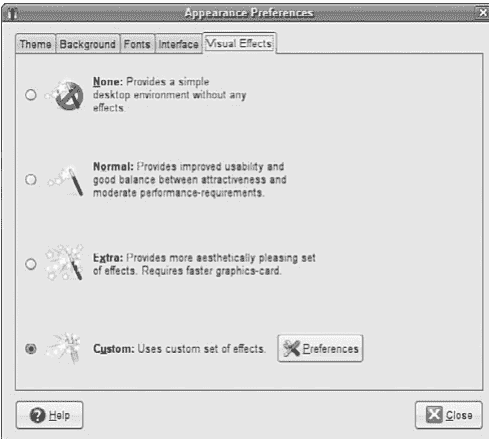 Appearance Preferences
Theme Background Fonts Interface Visual Effects
None: Provides a simple
desktop environment without any
effects.
Normal: Provides improved usability and
good balance between attractiveness and
moderate performance-requirements.
Extra: Provides more aesthetically pleasing set
of effects. Requires faster graphics-card.
Custom: Uses custom set of effects. Preferences
Help Close